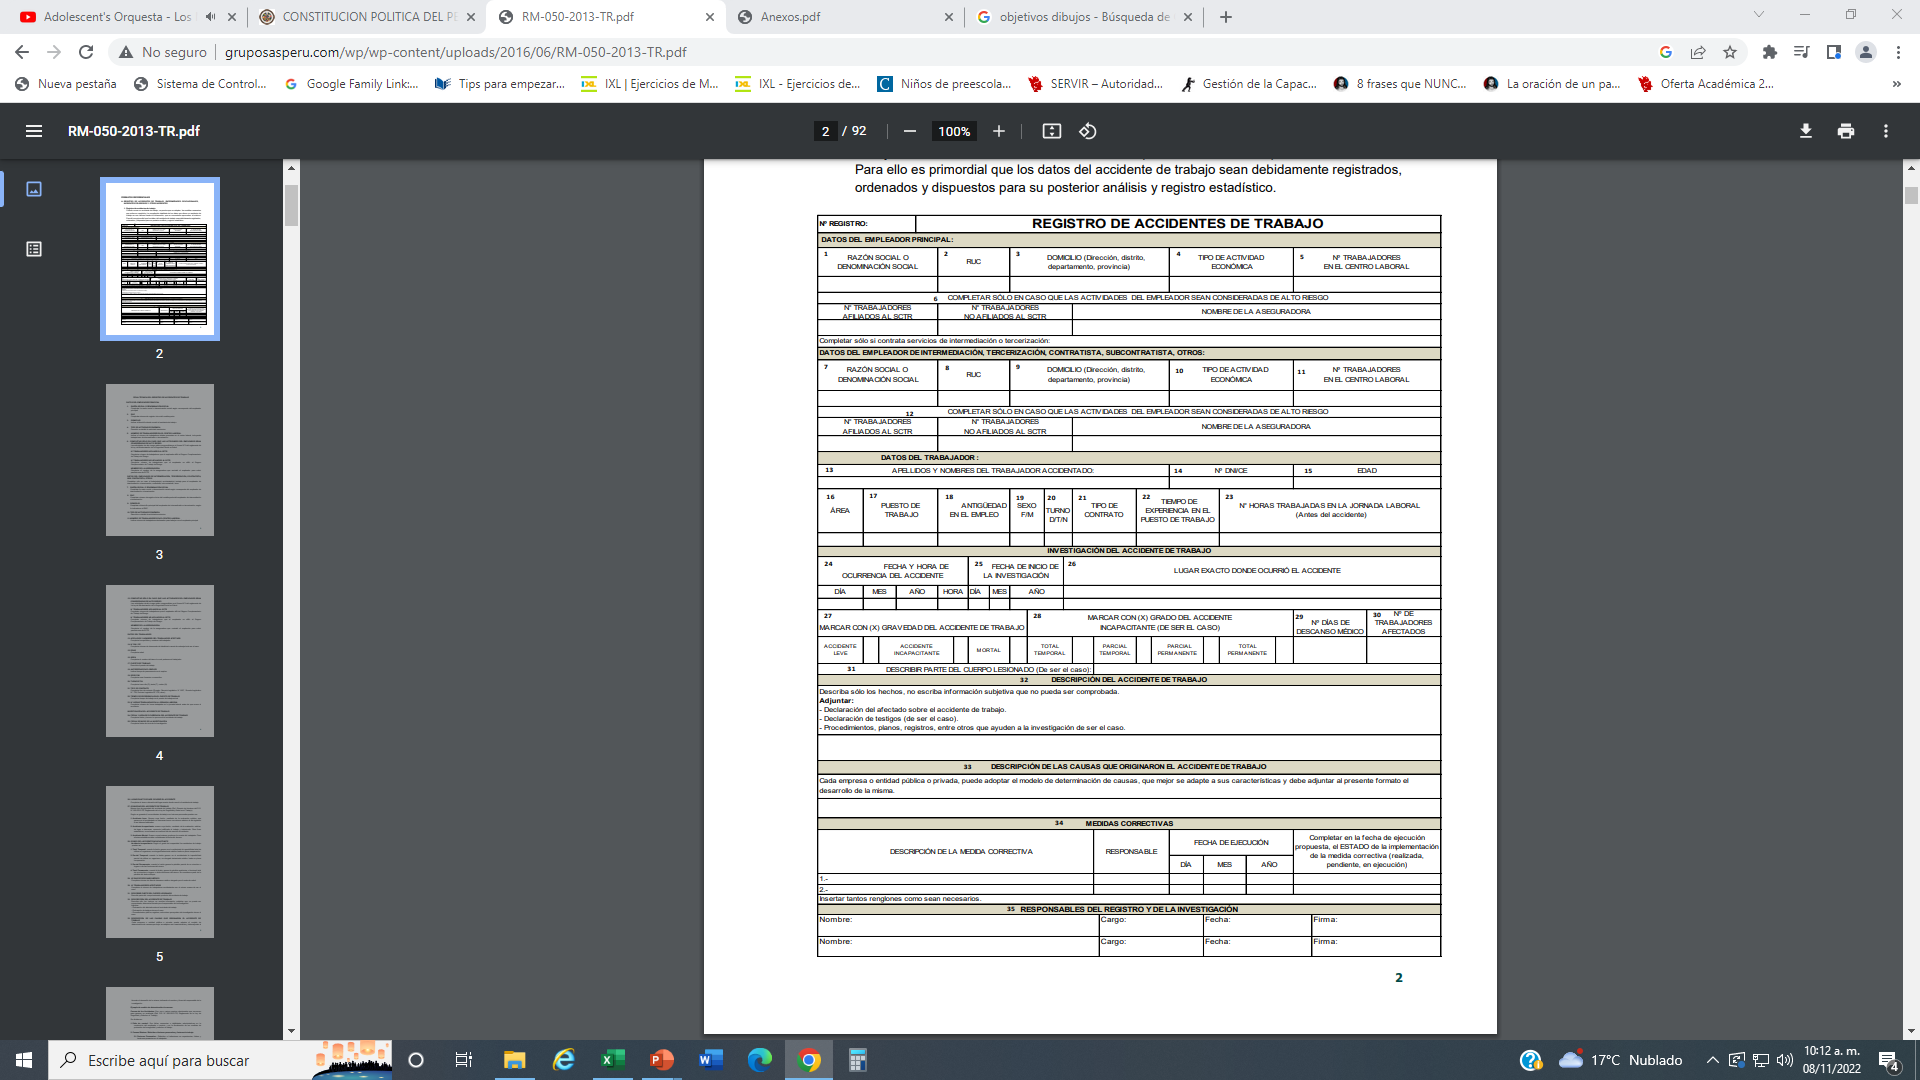 Adolescent's Orquesta - Los
CONSTITUCION POLITICA DEL PE
RM-050-2013-TR.pdf
Anexos.pdf
objetivos dibujos - Búsqueda de
No seguro
gruposasperu.com/wp/wp-content/uploads/2016/06/RM-050-2013-TR.pdf
Nueva pestaña
Sistema de Control...
Google Family Link:...
Tips para empezar...
IXL | Ejercicios de M...
IXL - Ejercicios de...
Niños de preescola...
SERVIR – Autoridad...
Gestión de la Capac...
8 frases que NUNC...
La oración de un pa...
Oferta Académica 2...
»
RM-050-2013-TR.pdf
2 / 92
100%
2
3
4
5
Para ello es primordial que los datos del accidente de trabajo sean debidamente registrados,
ordenados y dispuestos para su posterior análisis y registro estadístico.
Nº REGISTRO:
REGISTRO DE ACCIDENTES DE TRABAJO
DATOS DEL EMPLEADOR PRINCIPAL:
1 RAZÓN SOCIAL O
DENOMINACIÓN SOCIAL
2 RUC
3 DOMICILIO (Dirección, distrito,
departamento, provincia)
4 TIPO DE ACTIVIDAD
ECONÓMICA
5 Nº TRABAJADORES
EN EL CENTRO LABORAL
6 COMPLETAR SÓLO EN CASO QUE LAS ACTIVIDADES DEL EMPLEADOR SEAN CONSIDERADAS DE ALTO RIESGO
N° TRABAJADORES
AFILIADOS AL SCTR
N° TRABAJADORES
NO AFILIADOS AL SCTR
NOMBRE DE LA ASEGURADORA
Completar sólo si contrata servicios de intermediación o tercerización:
DATOS DEL EMPLEADOR DE INTERMEDIACIÓN, TERCERIZACIÓN, CONTRATISTA, SUBCONTRATISTA, OTROS:
7 RAZÓN SOCIAL O
DENOMINACIÓN SOCIAL
8 RUC
9 DOMICILIO (Dirección, distrito,
departamento, provincia)
10 TIPO DE ACTIVIDAD
ECONÓMICA
11 Nº TRABAJADORES
EN EL CENTRO LABORAL
12 COMPLETAR SÓLO EN CASO QUE LAS ACTIVIDADES DEL EMPLEADOR SEAN CONSIDERADAS DE ALTO RIESGO
N° TRABAJADORES
AFILIADOS AL SCTR
N° TRABAJADORES
NO AFILIADOS AL SCTR
NOMBRE DE LA ASEGURADORA
DATOS DEL TRABAJADOR :
13 APELLIDOS Y NOMBRES DEL TRABAJADOR ACCIDENTADO:
14 Nº DNI/CE
15 EDAD
16 ÁREA
17 PUESTO DE
TRABAJO
18 ANTIGÜEDAD
EN EL EMPLEO
19 SEXO
F/M
20 TURNO
D/T/N
21 TIPO DE
CONTRATO
22 TIEMPO DE
EXPERIENCIA EN EL
PUESTO DE TRABAJO
23 N° HORAS TRABAJADAS EN LA JORNADA LABORAL
(Antes del accidente)
INVESTIGACIÓN DEL ACCIDENTE DE TRABAJO
24 FECHA Y HORA DE
OCURRENCIA DEL ACCIDENTE
25 FECHA DE INICIO DE
LA INVESTIGACIÓN
26 LUGAR EXACTO DONDE OCURRIÓ EL ACCIDENTE
DÍA MES AÑO HORA DÍA MES AÑO
27
MARCAR CON (X) GRAVEDAD DEL ACCIDENTE DE TRABAJO
28 MARCAR CON (X) GRADO DEL ACCIDENTE
INCAPACITANTE (DE SER EL CASO)
29 Nº DÍAS DE
DESCANSO MÉDICO
30 Nº DE
TRABAJADORES
AFECTADOS
ACCIDENTE
LEVE
ACCIDENTE
INCAPACITANTE
MORTAL
TOTAL
TEMPORAL
PARCIAL
TEMPORAL
PARCIAL
PERMANENTE
TOTAL
PERMANENTE
31 DESCRIBIR PARTE DEL CUERPO LESIONADO (De ser el caso):
32 DESCRIPCIÓN DEL ACCIDENTE DE TRABAJO
Describa sólo los hechos, no escriba información subjetiva que no pueda ser comprobada.
Adjuntar:
- Declaración del afectado sobre el accidente de trabajo.
- Declaración de testigos (de ser el caso).
- Procedimientos, planos, registros, entre otros que ayuden a la investigación de ser el caso.
33 DESCRIPCIÓN DE LAS CAUSAS QUE ORIGINARON EL ACCIDENTE DE TRABAJO
Cada empresa o entidad pública o privada, puede adoptar el modelo de determinación de causas, que mejor se adapte a sus características y debe adjuntar al presente formato el
desarrollo de la misma.
34 MEDIDAS CORRECTIVAS
DESCRIPCIÓN DE LA MEDIDA CORRECTIVA
RESPONSABLE
FECHA DE EJECUCIÓN
DÍA MES AÑO
Completar en la fecha de ejecución
propuesta, el ESTADO de la implementación
de la medida correctiva (realizada,
pendiente, en ejecución)
1.-
2.-
Insertar tantos renglones como sean necesarios.
35 RESPONSABLES DEL REGISTRO Y DE LA INVESTIGACIÓN
Nombre: Cargo: Fecha: Firma:
Nombre: Cargo: Fecha: Firma:
2
Escribe aquí para buscar
17°C Nublado
10:12 a. m.
08/11/2022
4